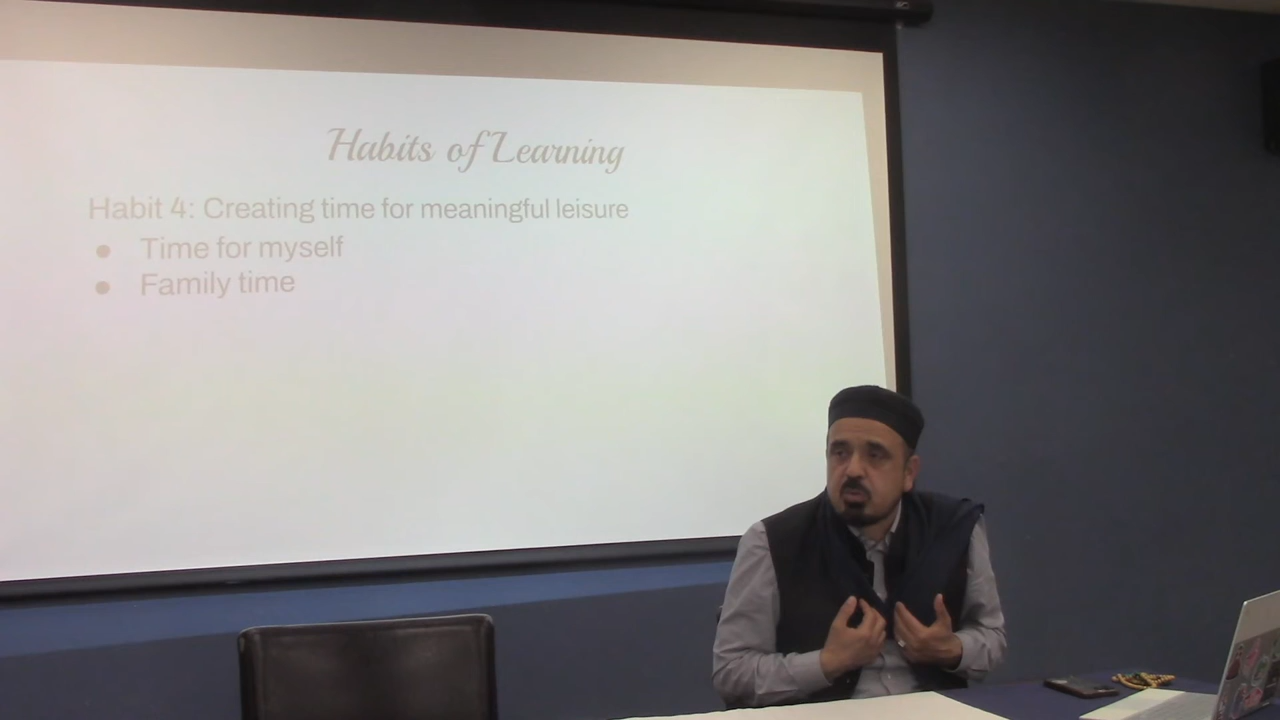 Habits of Learning
Habit 4: Creating time for meaningful leisure
● Time for myself
● Family time